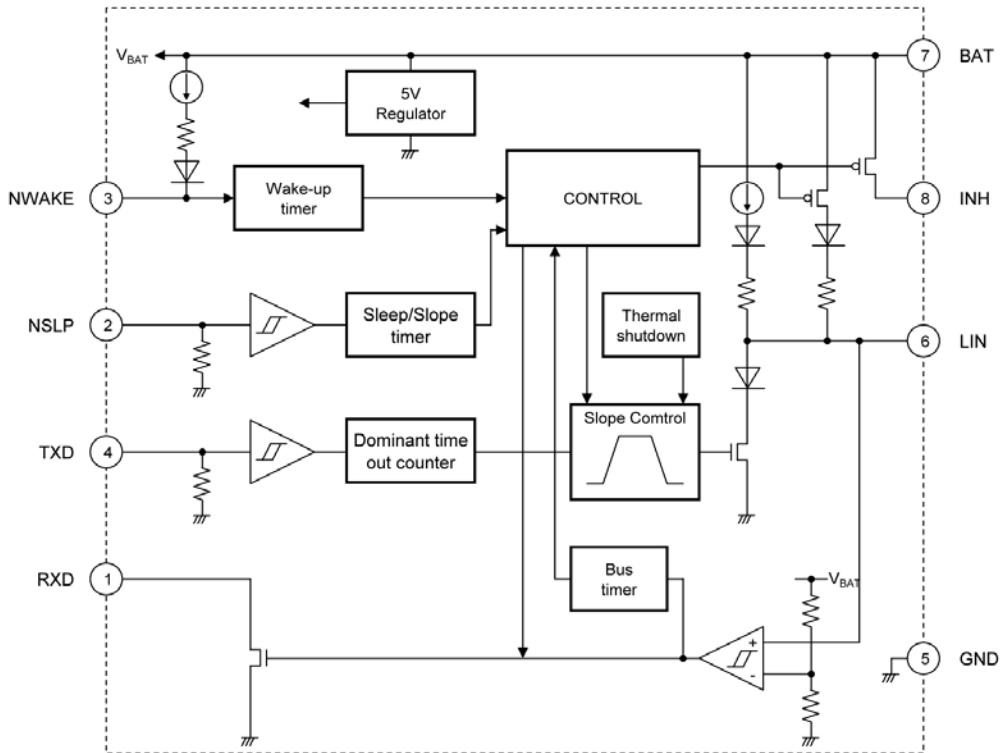 VBAT
7
BAT
5V
Regulator
NWAKE
3
Wake-up
timer
CONTROL
8
INH
NSLP
2
Sleep/Slope
timer
Thermal
shutdown
6
LIN
TXD
4
Dominant time
out counter
Slope Comtrol
RXD
1
Bus
timer
VBAT
+
-
5
GND